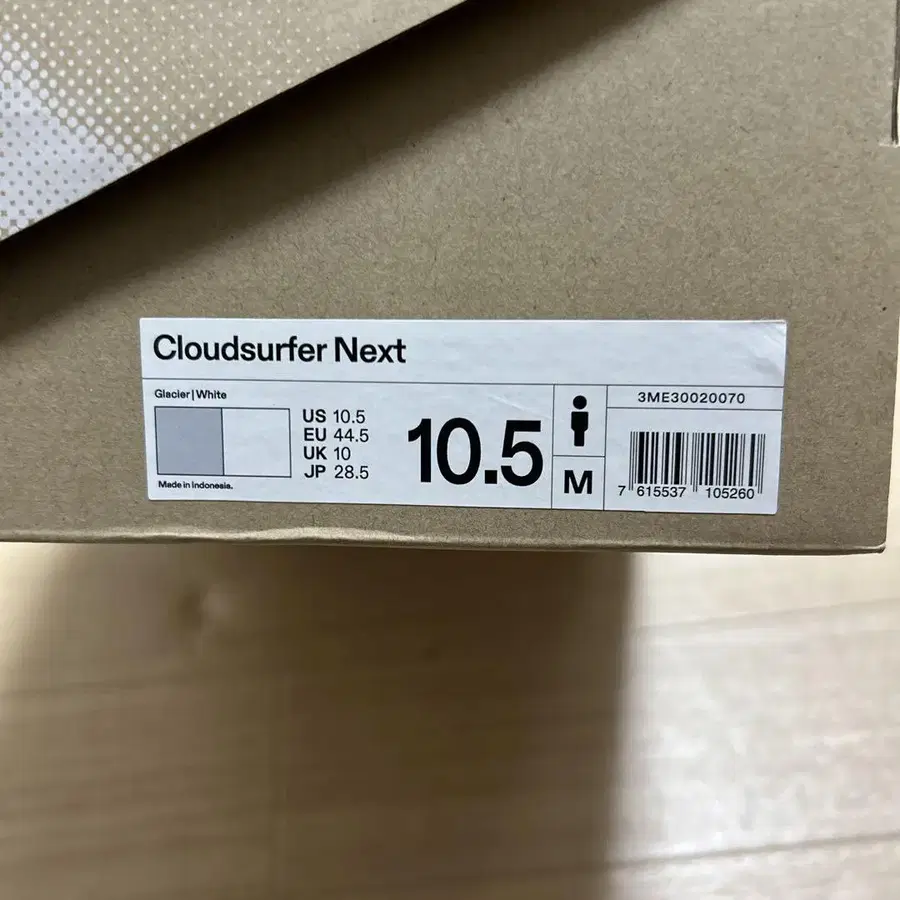 Cloudsurfer Next
Glacier | White
US 10.5
EU 44.5
UK 10
JP 28.5
Made in Indonesia.
10.5
M
3ME30020070
7 615537 105260